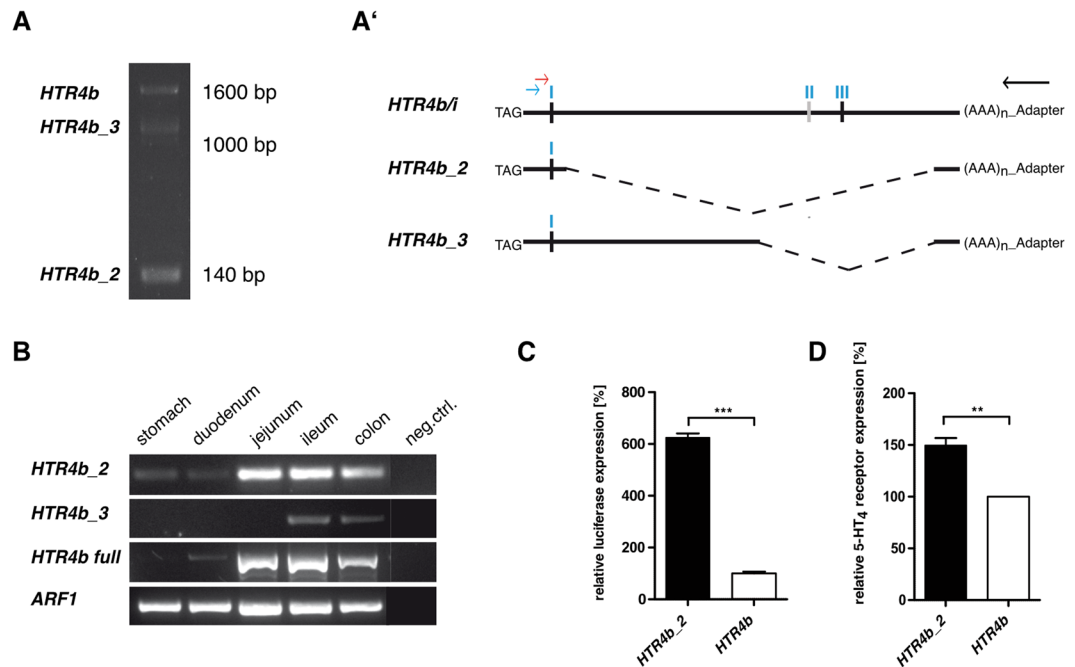 A
HTR4b
1600 bp
HTR4b_3
1000 bp
HTR4b_2
140 bp
A‘
I
II
III
HTR4b/i
TAG
(AAA)n_Adapter
I
HTR4b_2
TAG
(AAA)n_Adapter
I
HTR4b_3
TAG
(AAA)n_Adapter
B
stomach
duodenum
jejunum
ileum
colon
neg.ctrl.
HTR4b_2
HTR4b_3
HTR4b full
ARF1
C
relative luciferase expression [%]
800
600
400
200
0
***
HTR4b_2
HTR4b
D
relative 5-HT4 receptor expression [%]
200
150
100
50
0
**
HTR4b_2
HTR4b